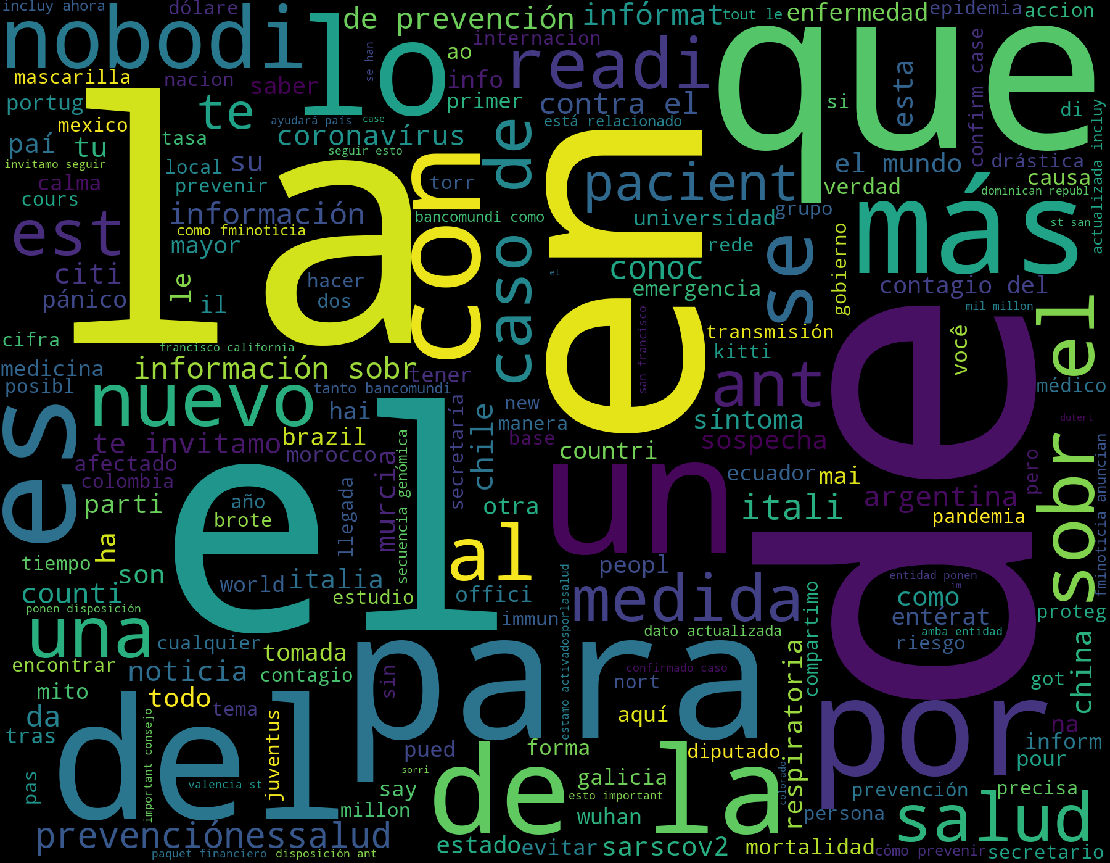 incluy ahora
dólare
de prevención
infórmat
tout le
enfermedad
epidemia
accion
nobodi
lo
que
mascarilla
nacion
saber
se han
ao
internacion
readi
info
portug
te
primer
contra el
si
esta
confirm case
di
mexico
tasa
ayudará país
case
coronavírus
está relacionado
paí
tu
seguir esto
invitamo seguir
local
su
con
caso de
en
pacient
el mundo
drástica
calma
prevenir
torr
verdad
causa
cours
la
información
bancomundi como
universidad
grupo
dominican republ
est
como fminoticia
mayor
se
más
st san
actualizada incluy
citi
le
hacer
conoc
rede
gobierno
pánico
il
dos
emergencia
contagio del
cifra
francisco california
san francisco
transmisión
mil millon
medicina
información sobr
tener
kitti
você
el
posibl
tanto bancomundi
new
ant
médico
nuevo
hai
manera
síntoma
es
te invitamo
brazil
base
sospecha
duter
afectado
morocco
secretaría
chile
countri
ecuador
mai
pero
colombia
murcia
secuencia genómica
un
argentina
parti
año
otra
itali
de
tiempo
ha
brote
llegada
el
al
pandemia
sobr
fminoticia anuncian
counti
son
world
italia
offici
peopl
entidad ponen
im
ponen disposición
estudio
immun
medida
como
una
cualquier
entérat
proteg
encontrar
tomada
dato actualizada
amba entidad
noticia
contagio
sin
para
confirmado caso
estamo activadosporlasalud
nort
respiratoria
compartimo
riesgo
china
mito
todo
got
da
del
tema
aquí
por
na
tras
important consejo
juventus
pued
forma
diputado
inform
pas
valencia st
sorri
de la
galicia
colorado
pour
millon
say
esto important
prevención
precisa
wuhan
persona
salud
prevenciónessalud
estado
evitar
sarscov2
mortalidad
cómo prevenir
secretario
paquet financiero
disposición ant